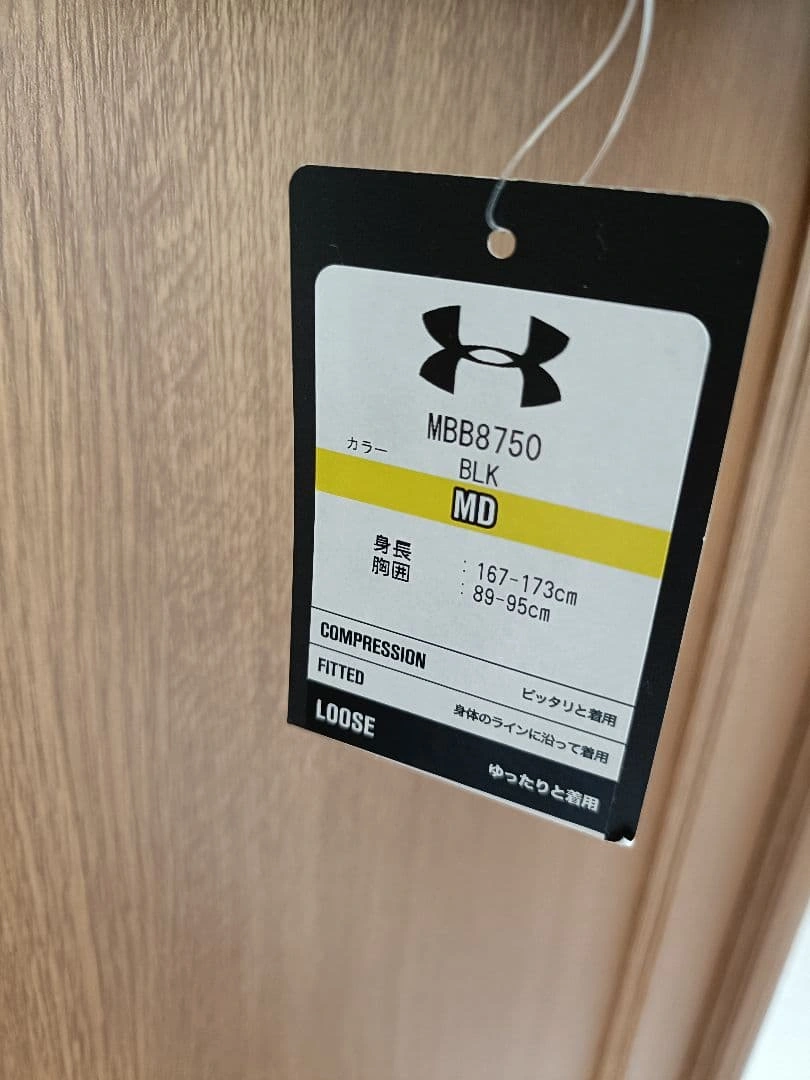 MBB8750
カラー
BLK
MD
身長 : 167-173cm
胸囲 : 89-95cm
COMPRESSION ピッタリと着用
FITTED 身体のラインに沿って着用
LOOSE ゆったりと着用